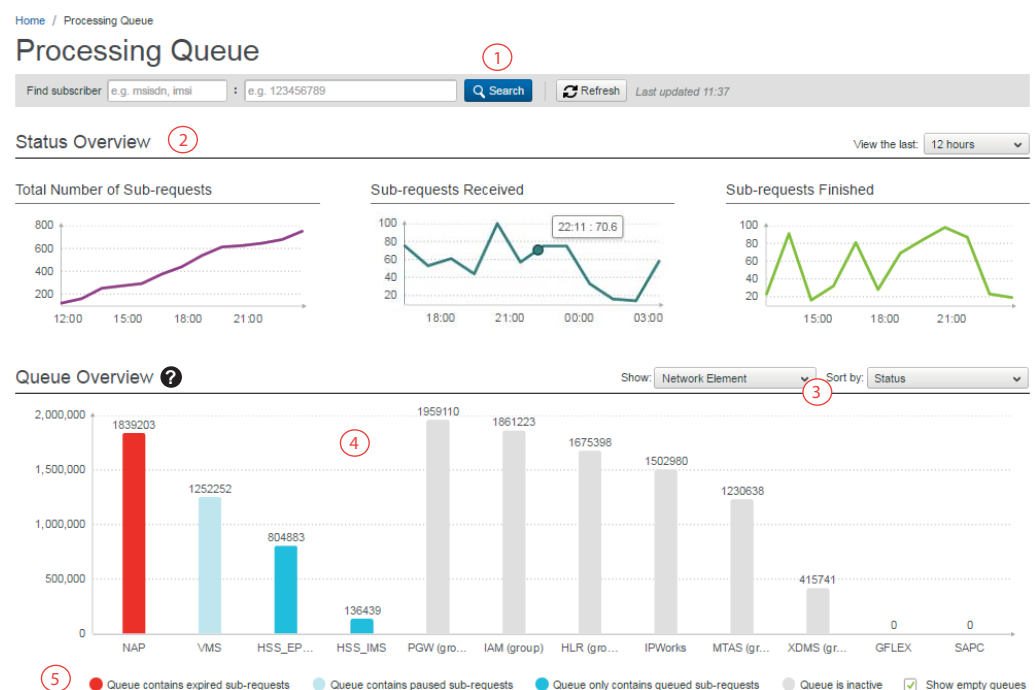 Home / Processing Queue
Processing Queue
1
Find subscriber e.g. msisdn, imsi : e.g. 123456789 Search Refresh Last updated 11:37
Status Overview 2 View the last: 12 hours
Total Number of Sub-requests
800
600
400
200
12:00 15:00 18:00 21:00
Sub-requests Received
100
80
60
40
20
22:11 : 70.6
18:00 21:00 00:00 03:00
Sub-requests Finished
100
80
60
40
20
15:00 18:00 21:00
Queue Overview ? Show: Network Element Sort by: Status
3
2,000,000
1,500,000
1,000,000
500,000
0
4
1839203 1252252 804883 136439 1959110 1861223 1675398 1502980 1230638 415741 0 0
NAP VMS HSS_EP... HSS_IMS PGW (gro... IAM (group) HLR (gro... IPWorks MTAS (gr... XDMS (gr... GFLEX SAPC
5 Queue contains expired sub-requests Queue contains paused sub-requests Queue only contains queued sub-requests Queue is inactive Show empty queues